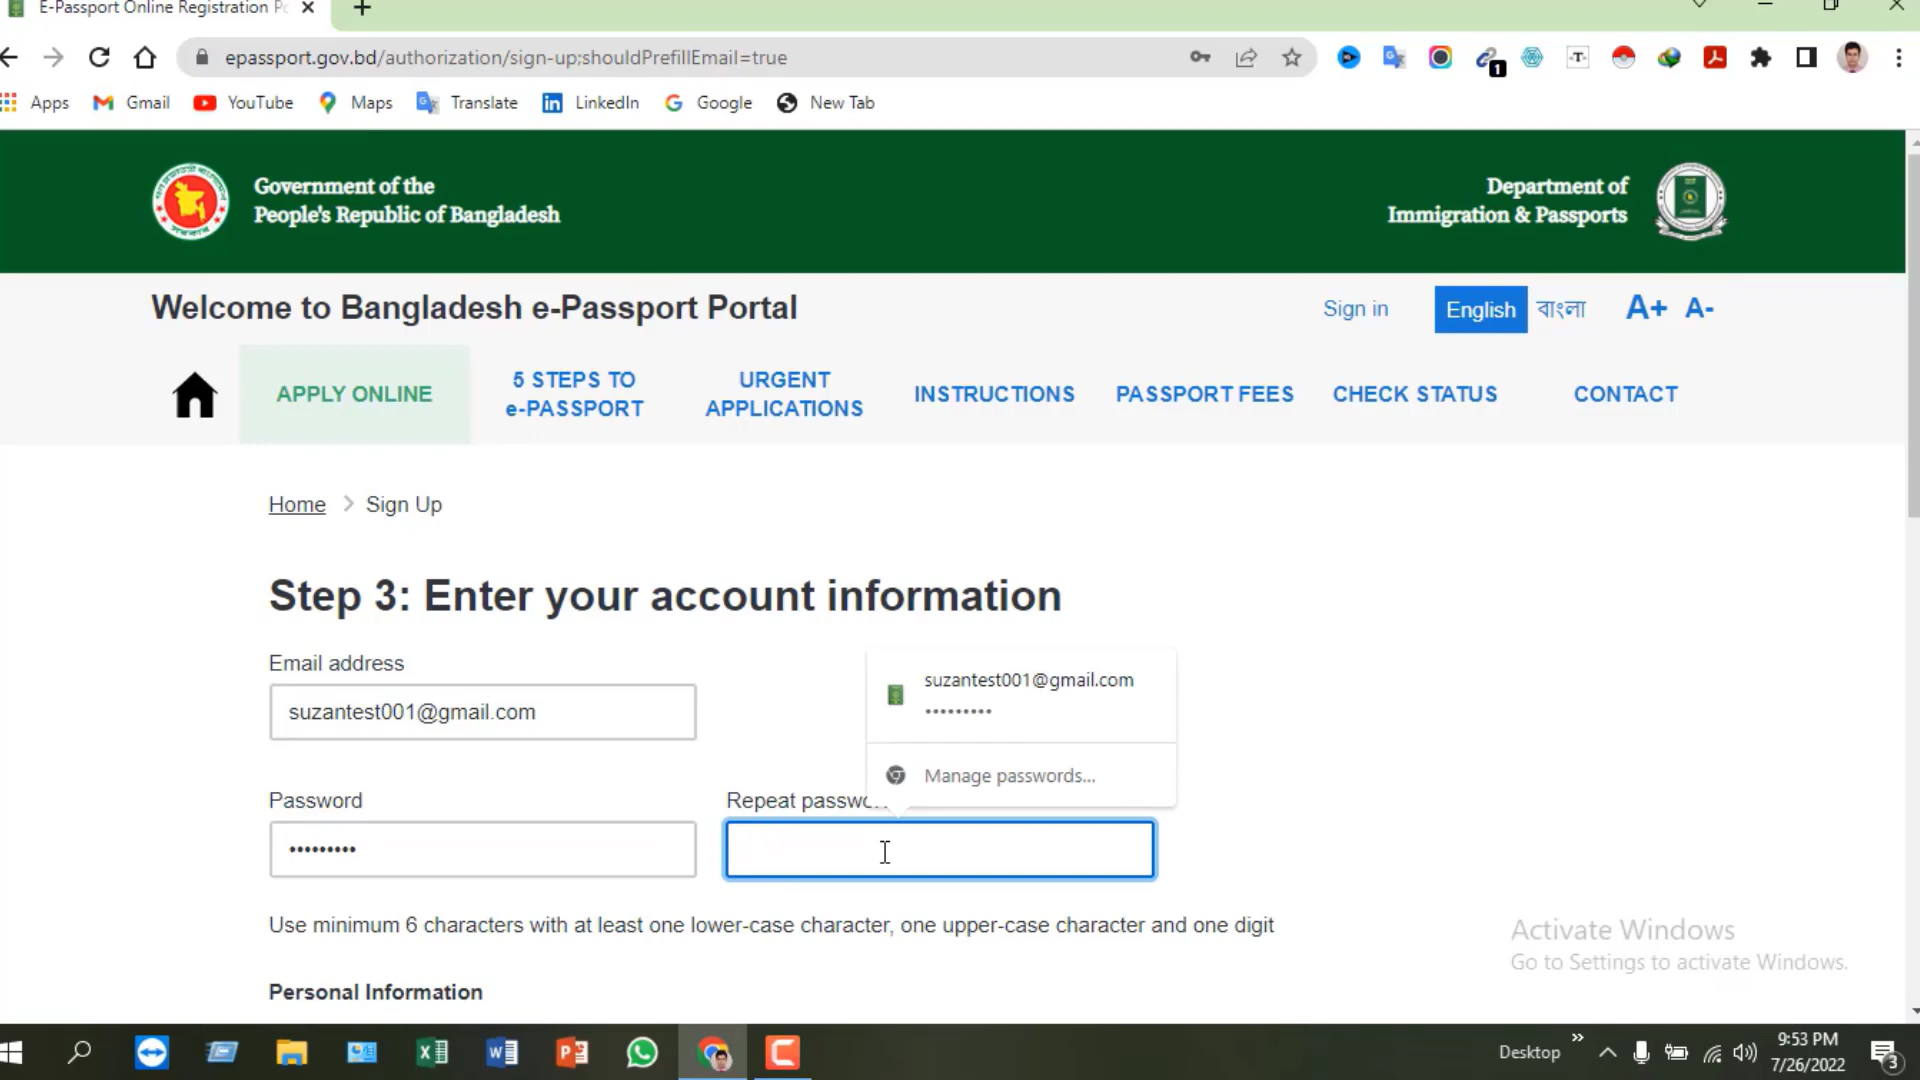 E-Passport Online Registration Po
epassport.gov.bd/authorization/sign-up;shouldPrefillEmail=true
1
Apps Gmail YouTube Maps Translate LinkedIn Google New Tab
Government of the
People's Republic of Bangladesh
Department of
Immigration & Passports
Welcome to Bangladesh e-Passport Portal
Sign in English বাংলা A+ A-
APPLY ONLINE
5 STEPS TO
e-PASSPORT
URGENT
APPLICATIONS
INSTRUCTIONS
PASSPORT FEES
CHECK STATUS
CONTACT
Home > Sign Up
Step 3: Enter your account information
Email address
suzantest001@gmail.com
suzantest001@gmail.com
•••••••••
Manage passwords...
Password
•••••••••
Repeat passwor
Use minimum 6 characters with at least one lower-case character, one upper-case character and one digit
Personal Information
Activate Windows
Go to Settings to activate Windows.
Desktop
9:53 PM
7/26/2022
3